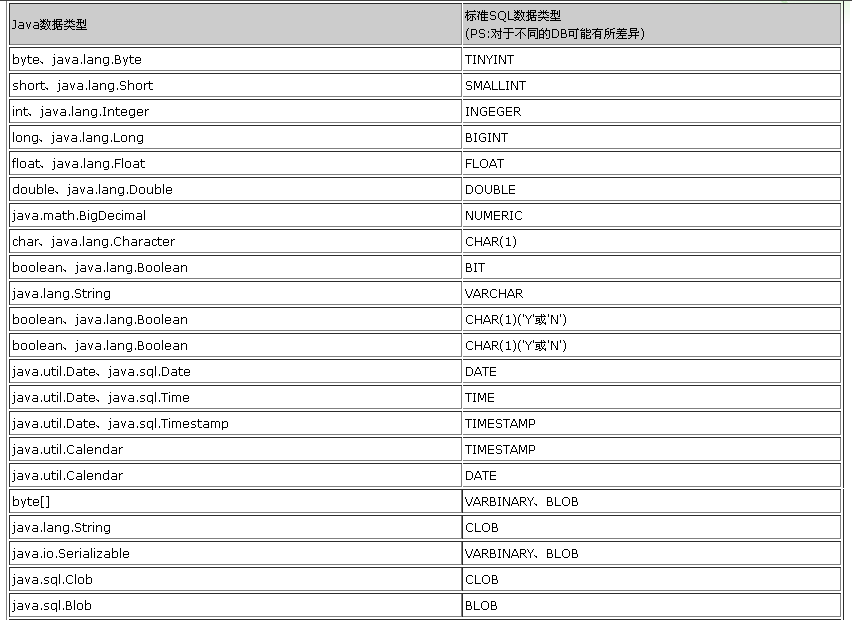 Java数据类型
标准SQL数据类型
(PS:对于不同的DB可能有所差异)
byte、java.lang.Byte TINYINT
short、java.lang.Short SMALLINT
int、java.lang.Integer INGEGER
long、java.lang.Long BIGINT
float、java.lang.Float FLOAT
double、java.lang.Double DOUBLE
java.math.BigDecimal NUMERIC
char、java.lang.Character CHAR(1)
boolean、java.lang.Boolean BIT
java.lang.String VARCHAR
boolean、java.lang.Boolean CHAR(1)('Y'或'N')
boolean、java.lang.Boolean CHAR(1)('Y'或'N')
java.util.Date、java.sql.Date DATE
java.util.Date、java.sql.Time TIME
java.util.Date、java.sql.Timestamp TIMESTAMP
java.util.Calendar TIMESTAMP
java.util.Calendar DATE
byte[] VARBINARY、BLOB
java.lang.String CLOB
java.io.Serializable VARBINARY、BLOB
java.sql.Clob CLOB
java.sql.Blob BLOB